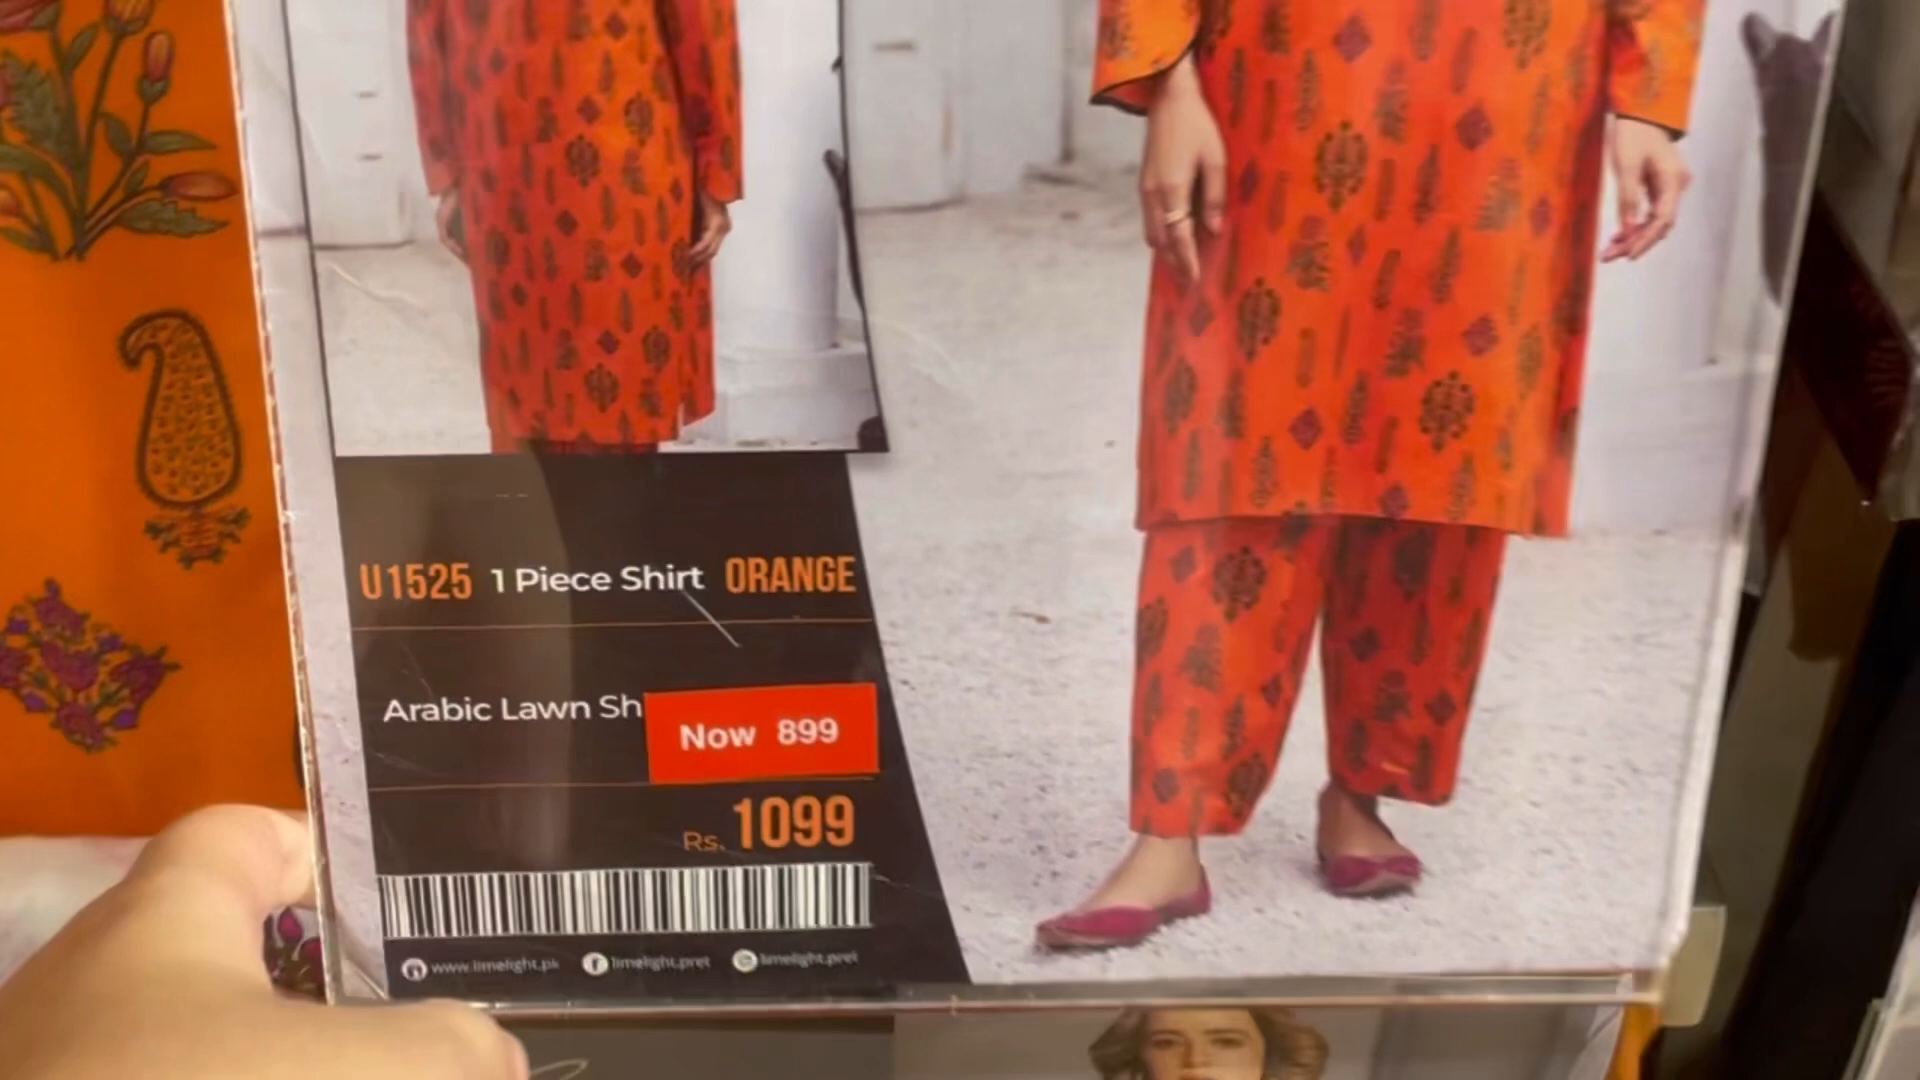 U1525 1 Piece Shirt ORANGE
Arabic Lawn Sh
Now 899
Rs. 1099
www.limelight.pk limelight.pret limelight.pret